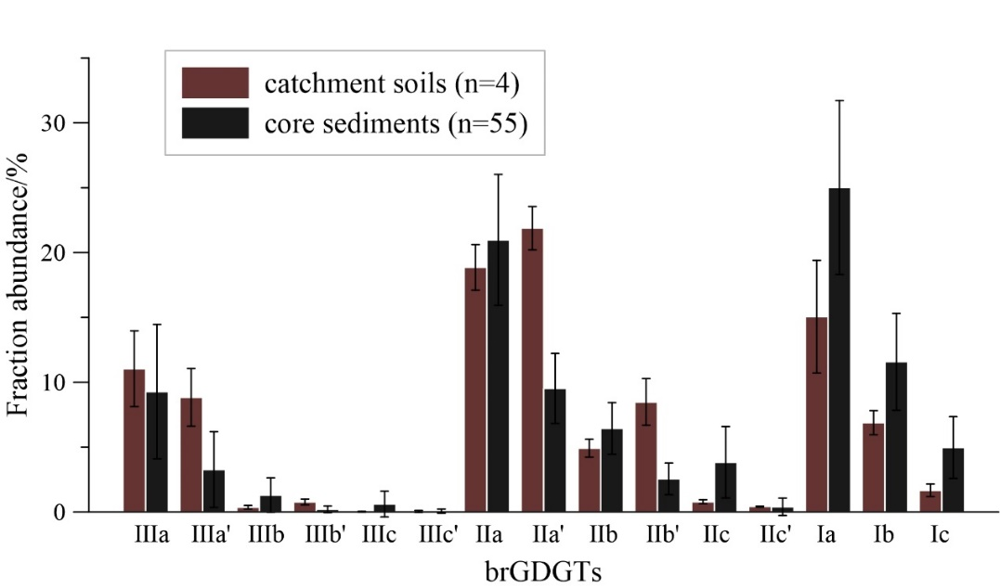 catchment soils (n=4)
core sediments (n=55)
Fraction abundance/%
30
20
10
0
IIIa IIIa' IIIb IIIb' IIIc IIIc' IIa IIa' IIb IIb' IIc IIc' Ia Ib Ic
brGDGTs